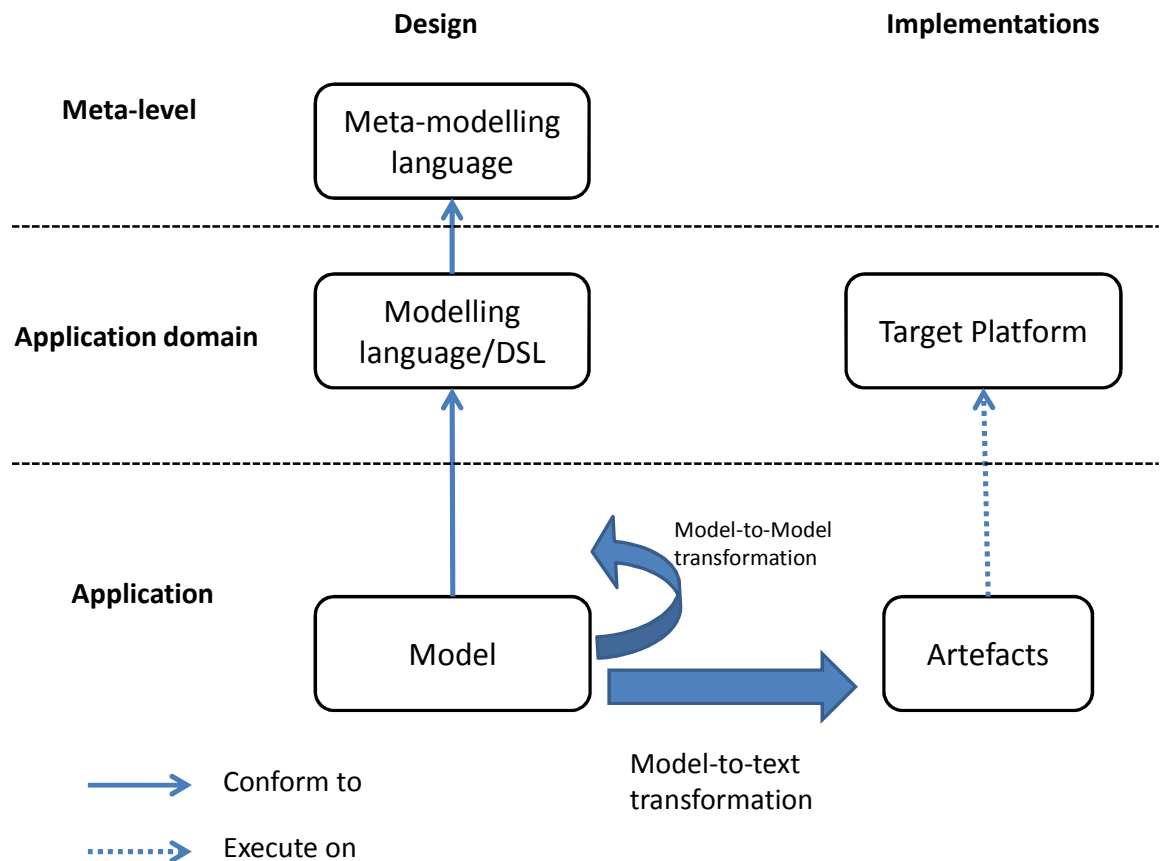 Design
Implementations
Meta-level
Meta-modelling
language
Application domain
Modelling
language/DSL
Target Platform
Model-to-Model
transformation
Application
Model
Artefacts
Model-to-text
transformation
Conform to
Execute on